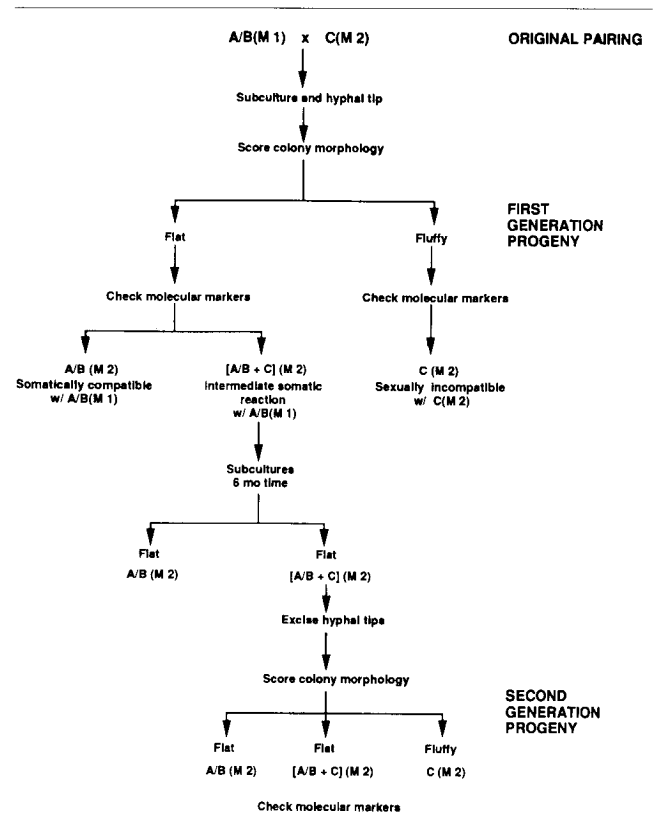 A/B(M 1) x C(M 2)
ORIGINAL PAIRING
Subculture and hyphal tip
Score colony morphology
FIRST
GENERATION
PROGENY
Flat
Fluffy
Check molecular markers
Check molecular markers
A/B (M 2)
Somatically compatible
w/ A/B(M 1)
[A/B + C] (M 2)
Intermediate somatic
reaction
w/ A/B(M 1)
C (M 2)
Sexually incompatible
w/ C(M 2)
Subcultures
6 mo time
Flat
A/B (M 2)
Flat
[A/B + C] (M 2)
Excise hyphal tips
Score colony morphology
SECOND
GENERATION
PROGENY
Flat
A/B (M 2)
Flat
[A/B + C] (M 2)
Fluffy
C (M 2)
Check molecular markers